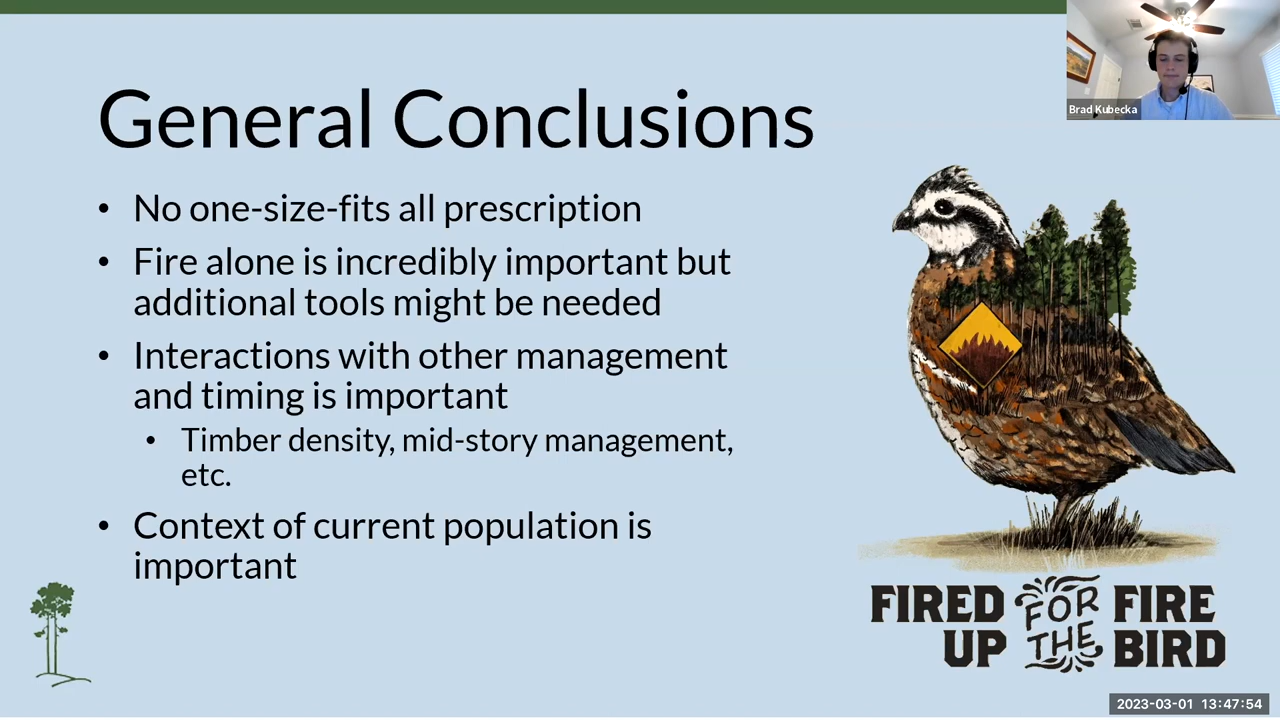 General Conclusions
Brad Kubecka
• No one-size-fits all prescription
• Fire alone is incredibly important but
additional tools might be needed
• Interactions with other management
and timing is important
• Timber density, mid-story management,
etc.
• Context of current population is
important
FIRED UP FOR THE FIRE BIRD
2023-03-01 13:47:54